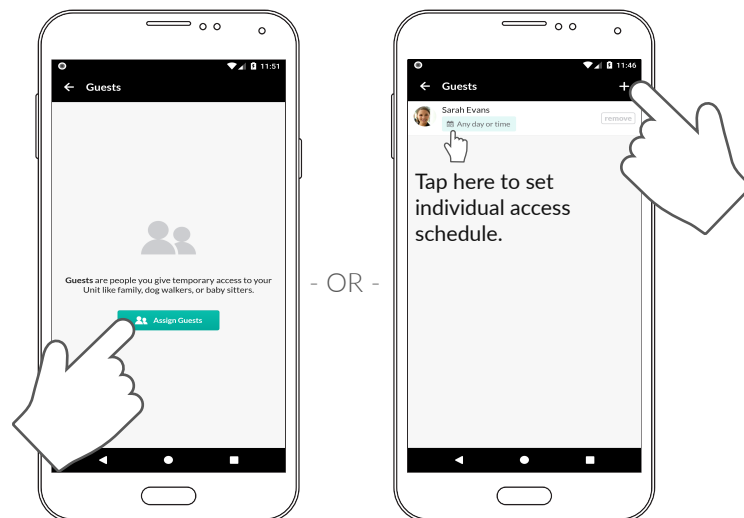 11:51
← Guests
Guests are people you give temporary access to your
Unit like family, dog walkers, or baby sitters.
Assign Guests
- OR -
11:46
← Guests +
Sarah Evans
Any day or time
remove
Tap here to set
individual access
schedule.